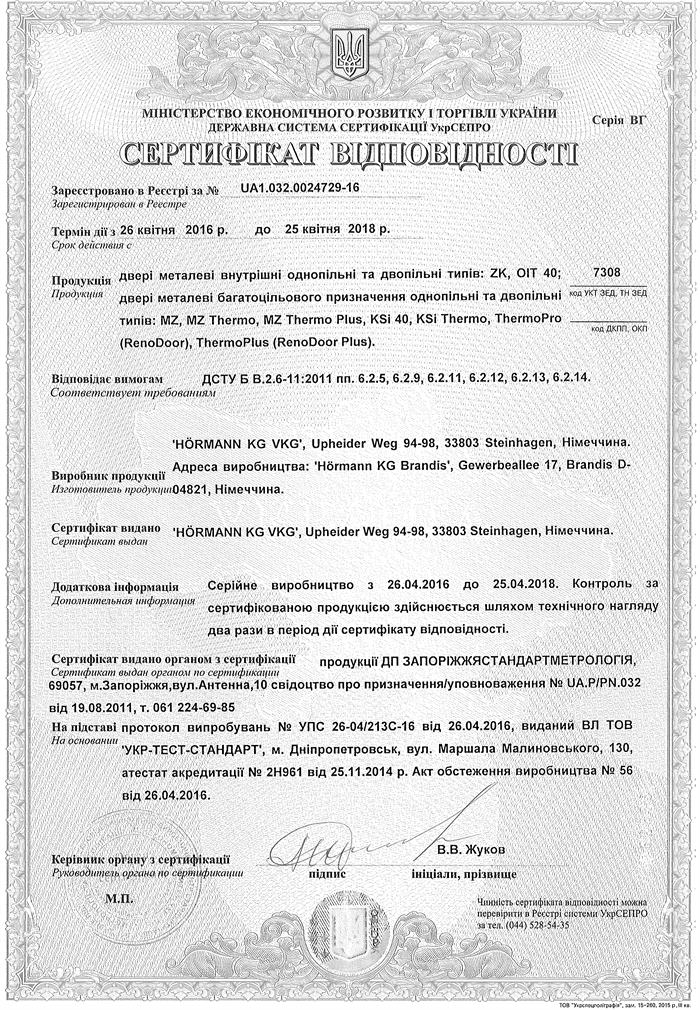 МІНІСТЕРСТВО ЕКОНОМІЧНОГО РОЗВИТКУ І ТОРГІВЛІ УКРАЇНИ
Серія ВГ
ДЕРЖАВНА СИСТЕМА СЕРТИФІКАЦІЇ УкрСЕПРО
СЕРТИФІКАТ ВІДПОВІДНОСТІ
Зареєстровано в Реєстрі за № UA1.032.0024729-16
Зарегистрирован в Реестре
Термін дії з 26 квітня 2016 р. до 25 квітня 2018 р.
Срок действия с
Продукція двері металеві внутрішні однопільні та двопільні типів: ZK, OIT 40; 7308
Продукция двері металеві багатоцільового призначення однопільні та двопільні код УКТ ЗЕД, ТН ЗЕД
типів: MZ, MZ Thermo, MZ Thermo Plus, KSi 40, KSi Thermo, ThermoPro
код ДКПП, ОКП
(RenoDoor), ThermoPlus (RenoDoor Plus).
Відповідає вимогам ДСТУ Б В.2.6-11:2011 пп. 6.2.5, 6.2.9, 6.2.11, 6.2.12, 6.2.13, 6.2.14.
Соответствует требованиям
'HÖRMANN KG VKG', Upheider Weg 94-98, 33803 Steinhagen, Німеччина.
Адреса виробництва: 'Hörmann KG Brandis', Gewerbeallee 17, Brandis D-
Виробник продукції
Изготовитель продукции 04821, Німеччина.
Сертифікат видано 'HÖRMANN KG VKG', Upheider Weg 94-98, 33803 Steinhagen, Німеччина.
Сертификат выдан
Додаткова інформація Серійне виробництво з 26.04.2016 до 25.04.2018. Контроль за
Дополнительная информация сертифікованою продукцією здійснюється шляхом технічного нагляду
два рази в період дії сертифікату відповідності.
Сертифікат видано органом з сертифікації продукції ДП ЗАПОРІЖЖЯСТАНДАРТМЕТРОЛОГІЯ,
Сертификат выдан органом по сертификации
69057, м.Запоріжжя,вул.Антенна,10 свідоцтво про призначення/уповноваження № UA.P/PN.032
від 19.08.2011, т. 061 224-69-85
На підставі протокол випробувань № УПС 26-04/213С-16 від 26.04.2016, виданий ВЛ ТОВ
На основании 'УКР-ТЕСТ-СТАНДАРТ', м. Дніпропетровськ, вул. Маршала Малиновського, 130,
атестат акредитації № 2Н961 від 25.11.2014 р. Акт обстеження виробництва № 56
від 26.04.2016.
В.В. Жуков
Керівник органу з сертифікації
Руководитель органа по сертификации підпис ініціали, прізвище
М.П.
Чинність сертифіката відповідності можна
перевірити в Реєстрі системи УкрСЕПРО
за тел. (044) 528-54-35
ТОВ "Укрспецполіграфія", зам. 15-260, 2015 р, III кв.